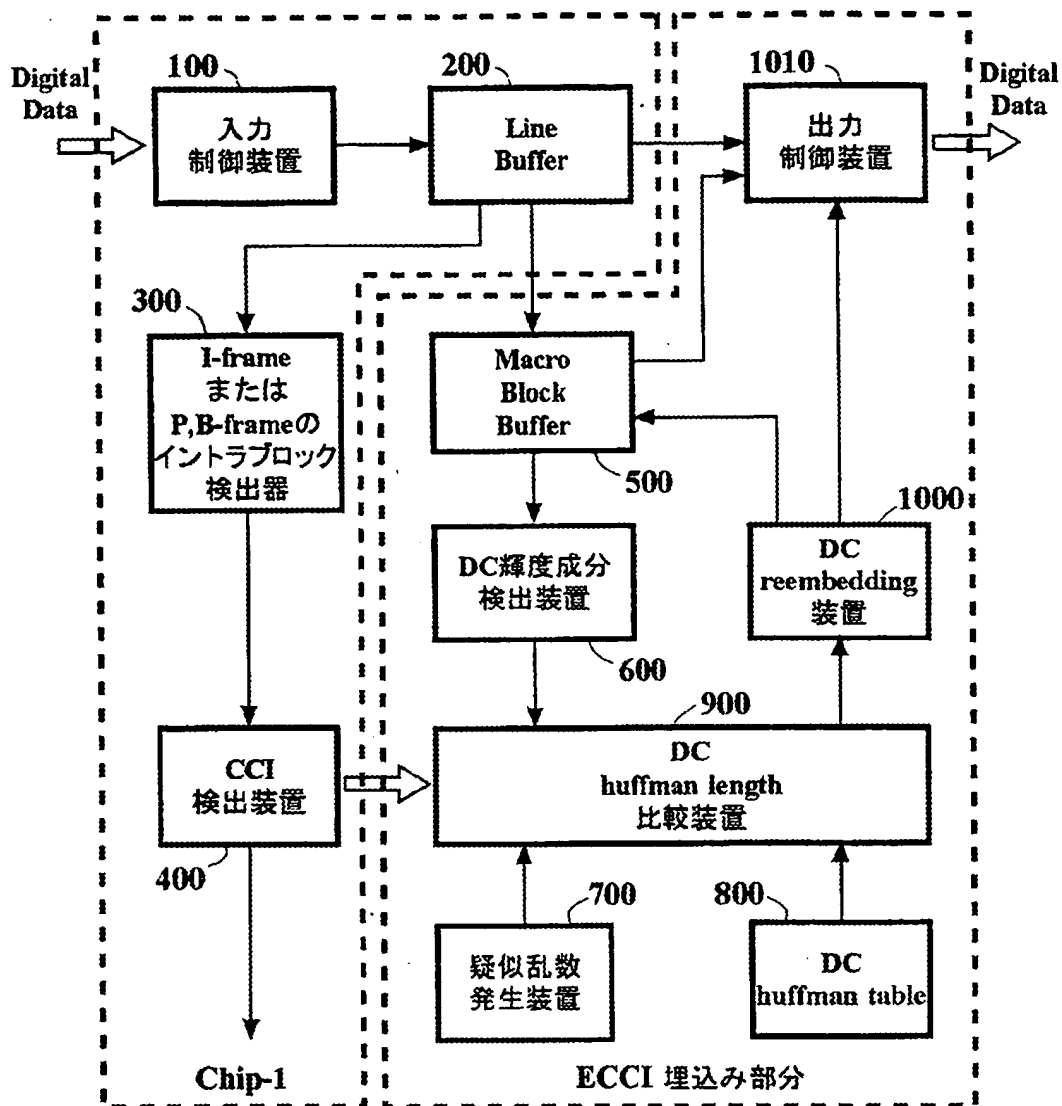 Digital
Data
100
入力
制御装置
200
Line
Buffer
1010
出力
制御装置
Digital
Data
300
I-frame
または
P,B-frameの
イントラブロック
検出器
Macro
Block
Buffer
500
DC輝度成分
検出装置
600
1000
DC
reembedding
装置
CCI
検出装置
400
900
DC
huffman length
比較装置
700
疑似乱数
発生装置
800
DC
huffman table
Chip-1
ECCI 埋込み部分